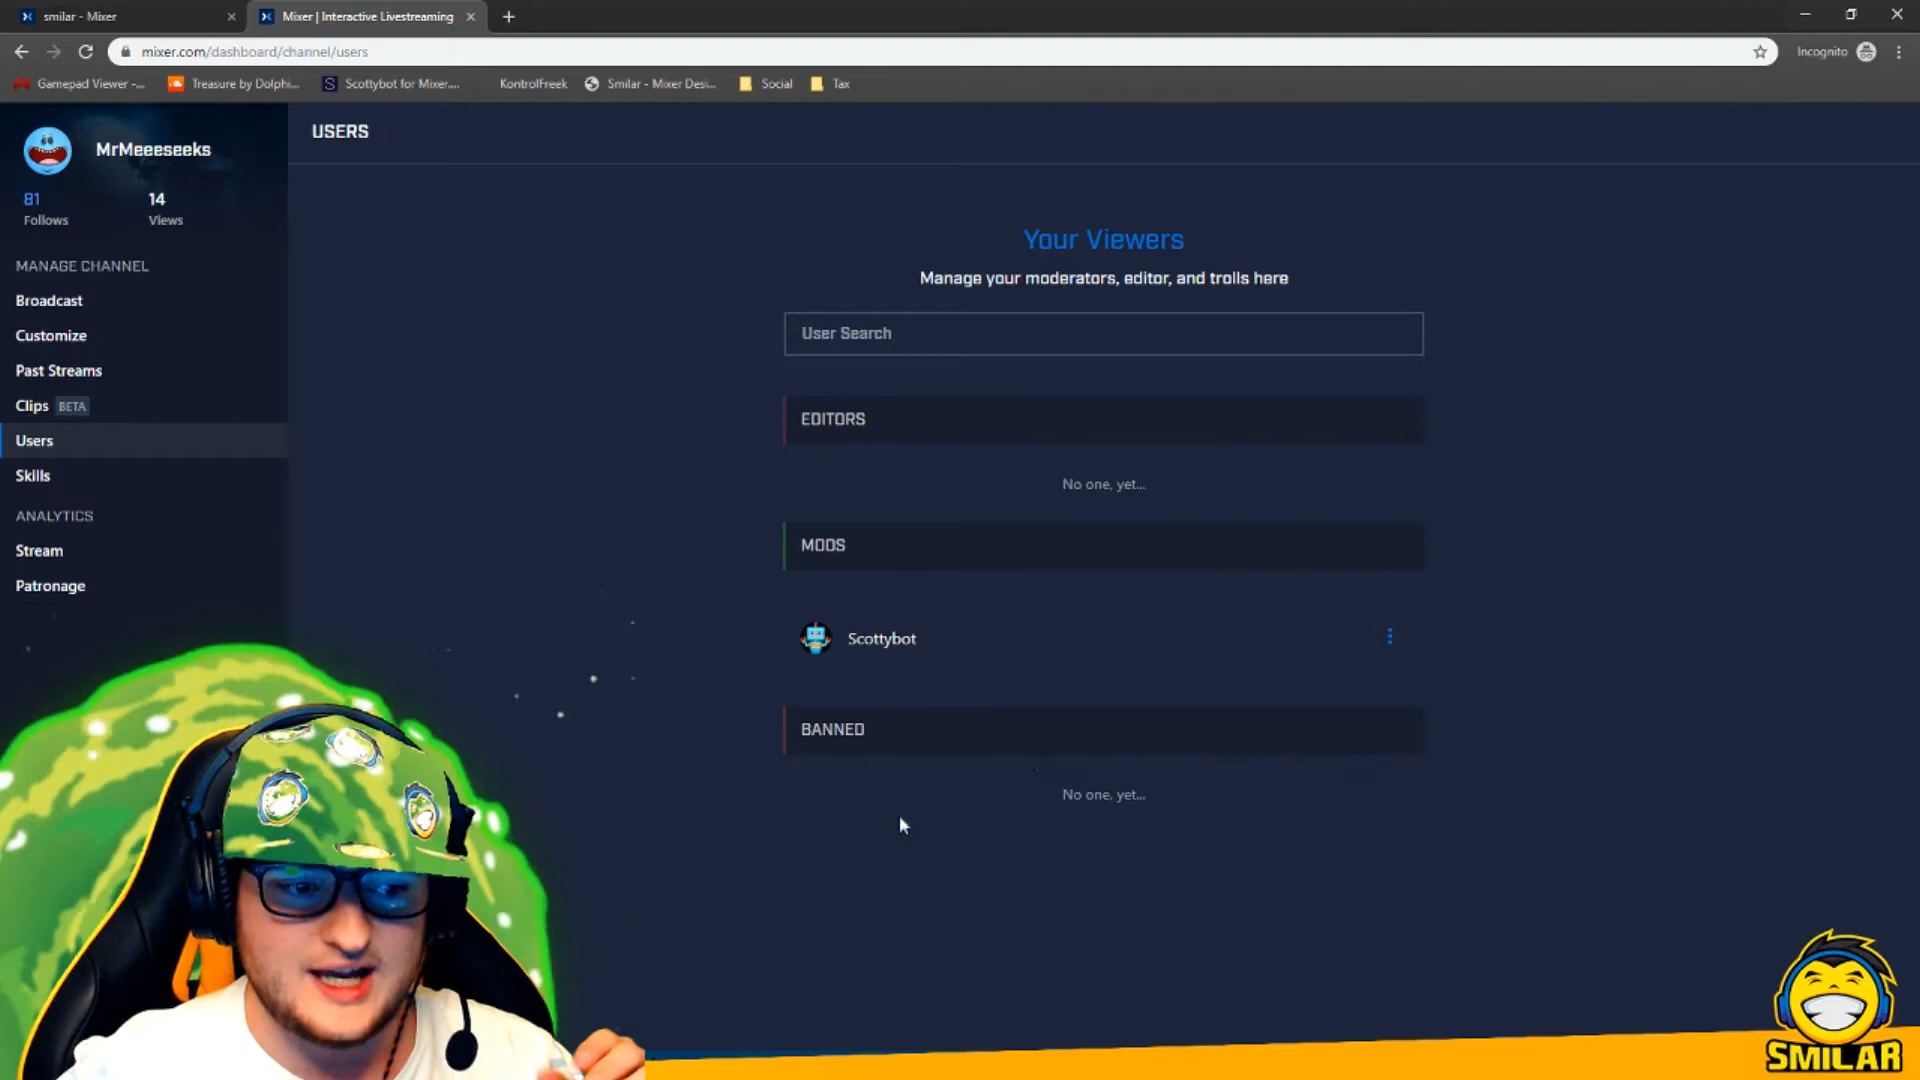 smilar - Mixer
Mixer | Interactive Livestreaming
mixer.com/dashboard/channel/users
Incognito
Gamepad Viewer -...
Treasure by Dolphi...
Scottybot for Mixer....
KontrolFreek
Smilar - Mixer Desi...
Social
Tax
MrMeeeseeks
81
Follows
14
Views
MANAGE CHANNEL
Broadcast
Customize
Past Streams
Clips BETA
Users
Skills
ANALYTICS
Stream
Patronage
USERS
Your Viewers
Manage your moderators, editor, and trolls here
User Search
EDITORS
No one, yet...
MODS
Scottybot
BANNED
No one, yet...
SMILAR